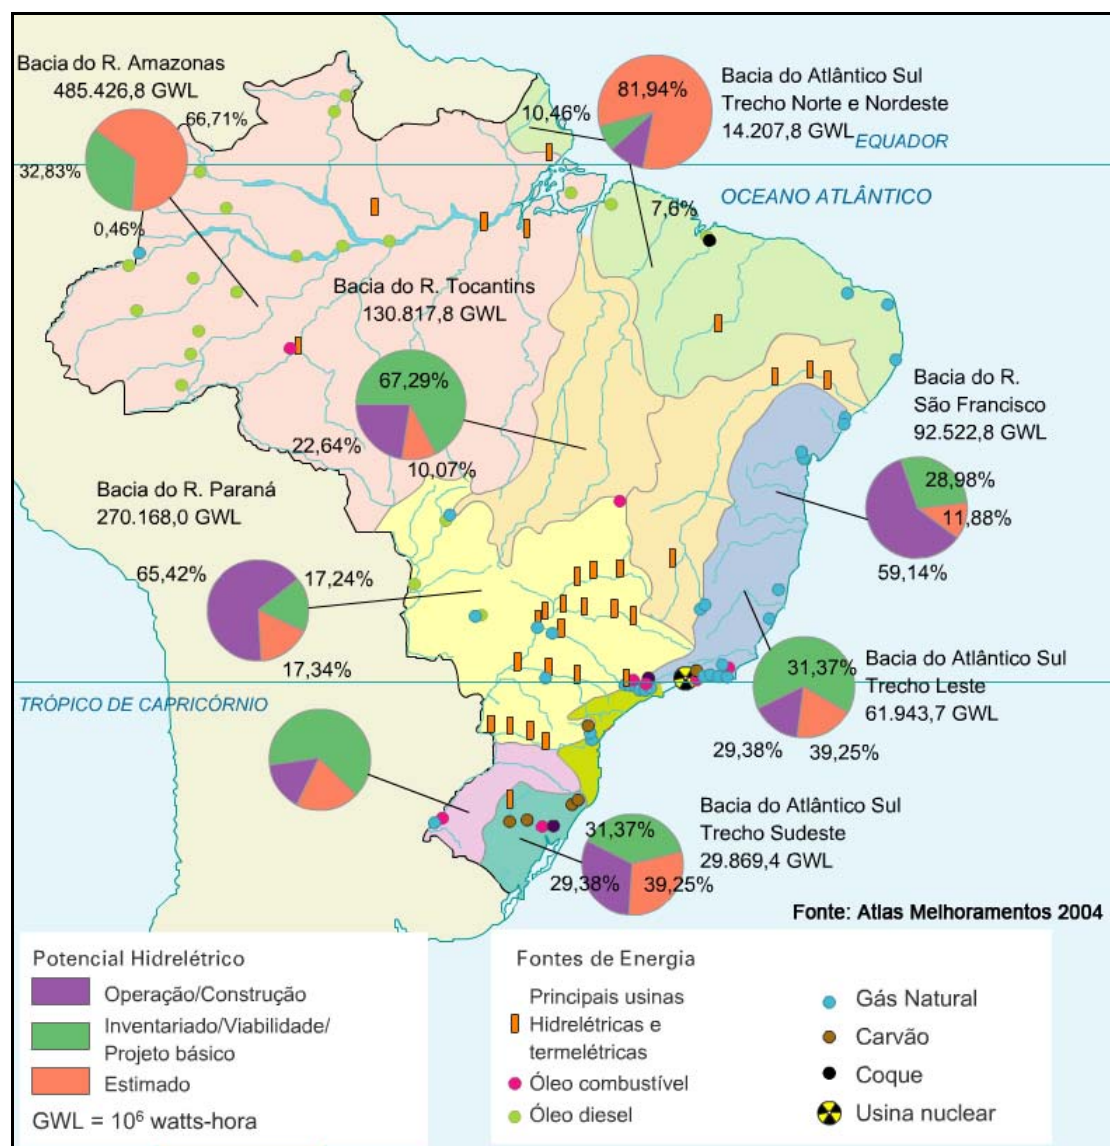 Bacia do R. Amazonas
485.426,8 GWL
66,71%
32,83%
0,46%
10,46%
81,94%
7,6%
Bacia do Atlântico Sul
Trecho Norte e Nordeste
14.207,8 GWL
EQUADOR
OCEANO ATLÂNTICO
Bacia do R. Tocantins
130.817,8 GWL
67,29%
22,64%
10,07%
Bacia do R.
São Francisco
92.522,8 GWL
28,98%
11,88%
59,14%
Bacia do R. Paraná
270.168,0 GWL
65,42%
17,24%
17,34%
31,37%
29,38%
39,25%
Bacia do Atlântico Sul
Trecho Leste
61.943,7 GWL
TRÓPICO DE CAPRICÓRNIO
31,37%
29,38%
39,25%
Bacia do Atlântico Sul
Trecho Sudeste
29.869,4 GWL
Fonte: Atlas Melhoramentos 2004
Potencial Hidrelétrico
Operação/Construção
Inventariado/Viabilidade/
Projeto básico
Estimado
GWL = 10⁶ watts-hora
Fontes de Energia
Principais usinas
Hidrelétricas e
termelétricas
Óleo combustível
Óleo diesel
Gás Natural
Carvão
Coque
Usina nuclear